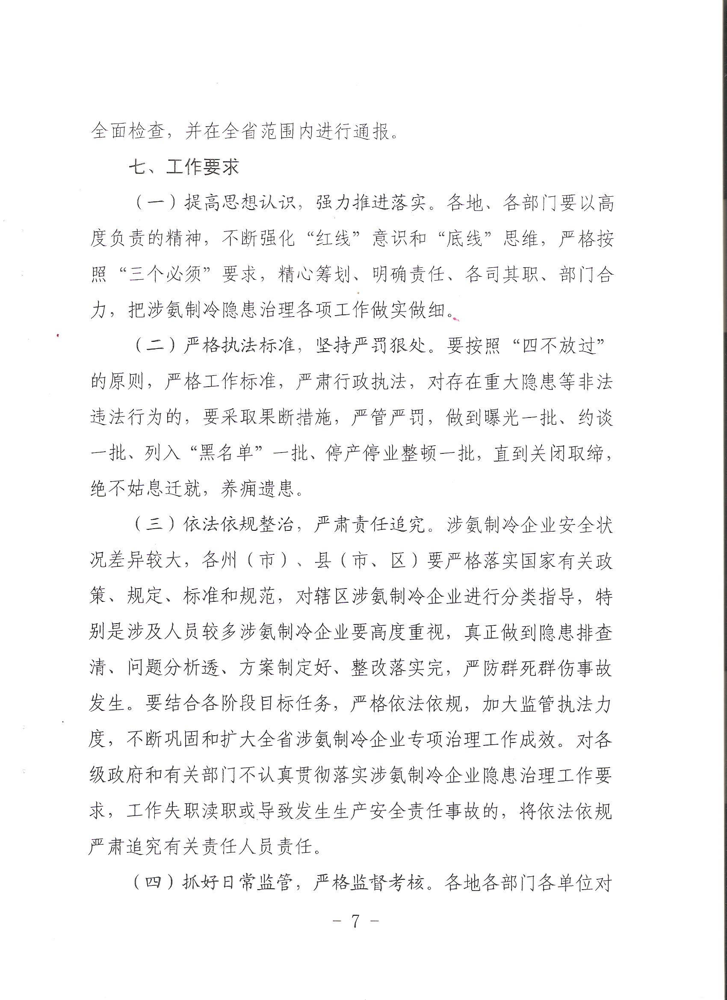 全面检查，并在全省范围内进行通报。
七、工作要求
（一）提高思想认识，强力推进落实。各地、各部门要以高
度负责的精神，不断强化“红线”意识和“底线”思维，严格按
照“三个必须”要求，精心筹划、明确责任、各司其职、部门合
力，把涉氨制冷隐患治理各项工作做实做细。
（二）严格执法标准，坚持严罚狠处。要按照“四不放过”
的原则，严格工作标准，严肃行政执法，对存在重大隐患等非法
违法行为的，要采取果断措施，严管严罚，做到曝光一批、约谈
一批、列入“黑名单”一批、停产停业整顿一批，直到关闭取缔，
绝不姑息迁就，养痈遗患。
（三）依法依规整治，严肃责任追究。涉氨制冷企业安全状
况差异较大，各州（市）、县（市、区）要严格落实国家有关政
策、规定、标准和规范，对辖区涉氨制冷企业进行分类指导，特
别是涉及人员较多涉氨制冷企业要高度重视，真正做到隐患排查
清、问题分析透、方案制定好、整改落实完，严防群死群伤事故
发生。要结合各阶段目标任务，严格依法依规，加大监管执法力
度，不断巩固和扩大全省涉氨制冷企业专项治理工作成效。对各
级政府和有关部门不认真贯彻落实涉氨制冷企业隐患治理工作要
求，工作失职渎职或导致发生生产安全责任事故的，将依法依规
严肃追究有关责任人员责任。
（四）抓好日常监管，严格监督考核。各地各部门各单位对
- 7 -